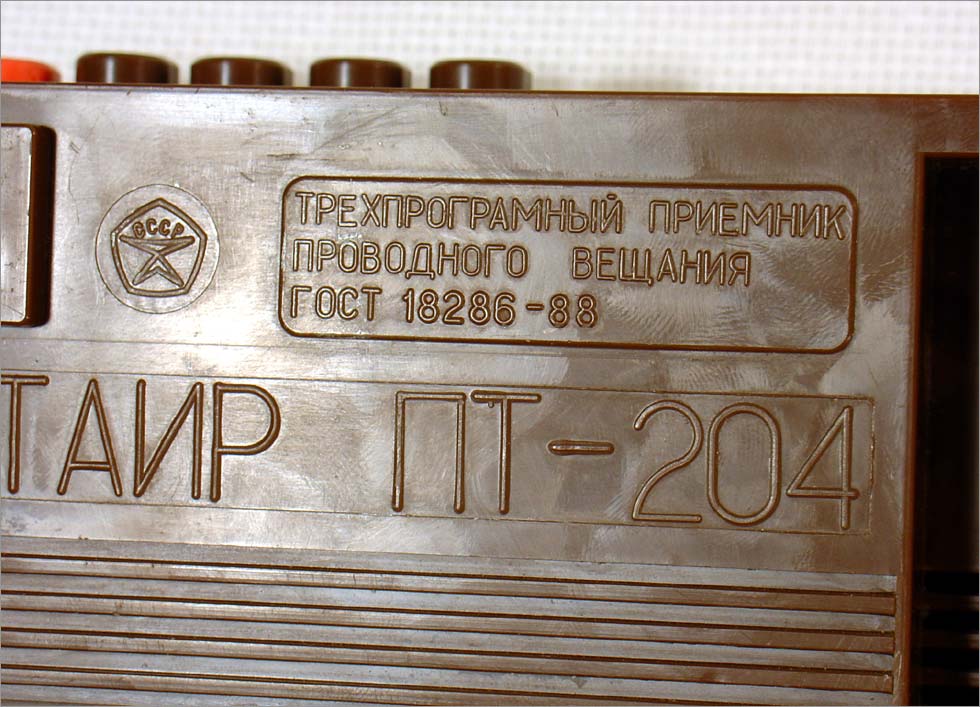 СССР
ТРЕХПРОГРАМНЫЙ ПРИЕМНИК
ПРОВОДНОГО ВЕЩАНИЯ
ГОСТ 18286-88
ТАИР ПТ-204